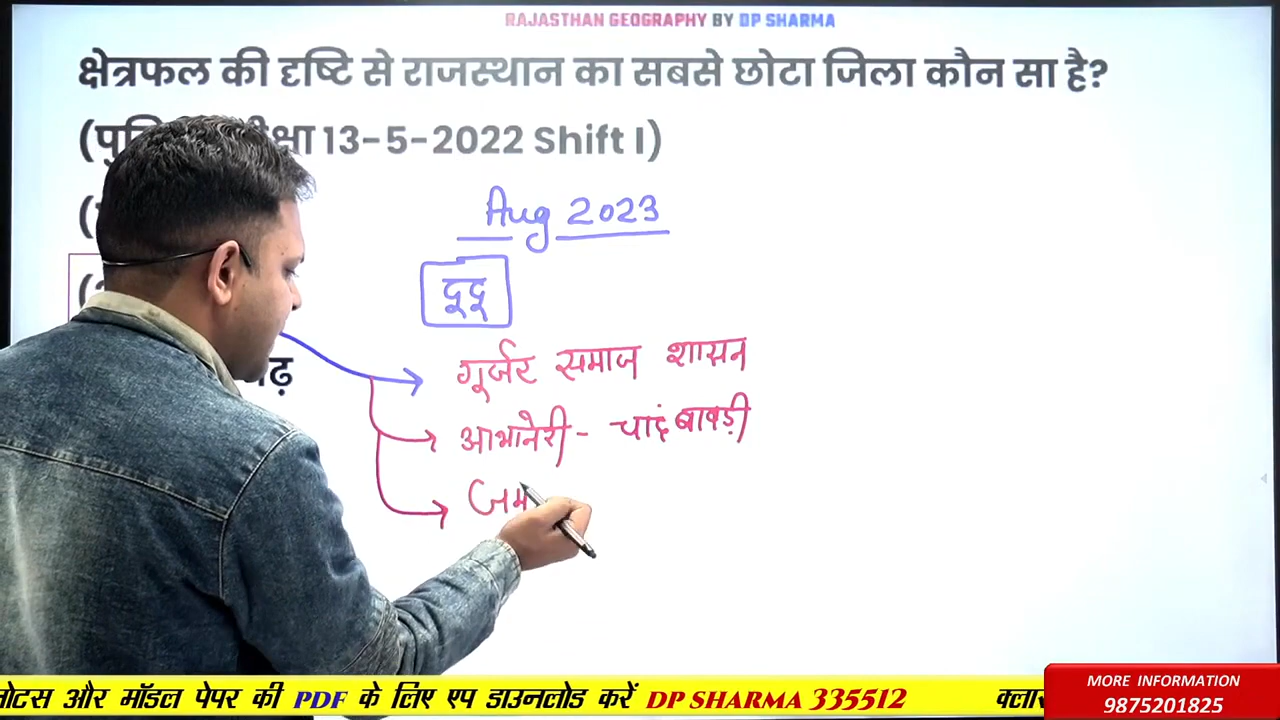 RAJASTHAN GEOGRAPHY BY DP SHARMA
क्षेत्रफल की दृष्टि से राजस्थान का सबसे छोटा जिला कौन सा है?
13-5-2022 Shift I)
Aug 2023
दूदू
गूर्जर समाज शासन
आभानेरी - चांद बावड़ी
नोटस और मॉडल पेपर की PDF के लिए एप डाउनलोड करें DP SHARMA 335512
MORE INFORMATION
9875201825